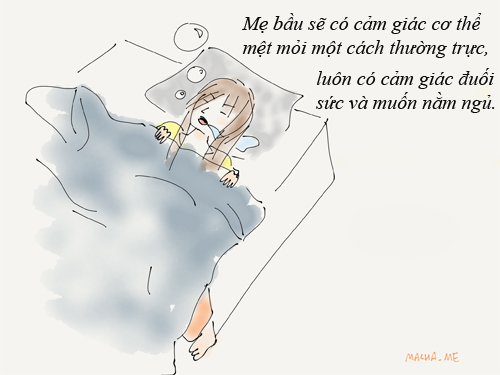 Mẹ bầu sẽ có cảm giác cơ thể
mệt mỏi một cách thường trực,
luôn có cảm giác đuối
sức và muốn nằm ngủ.
MALUA.ME